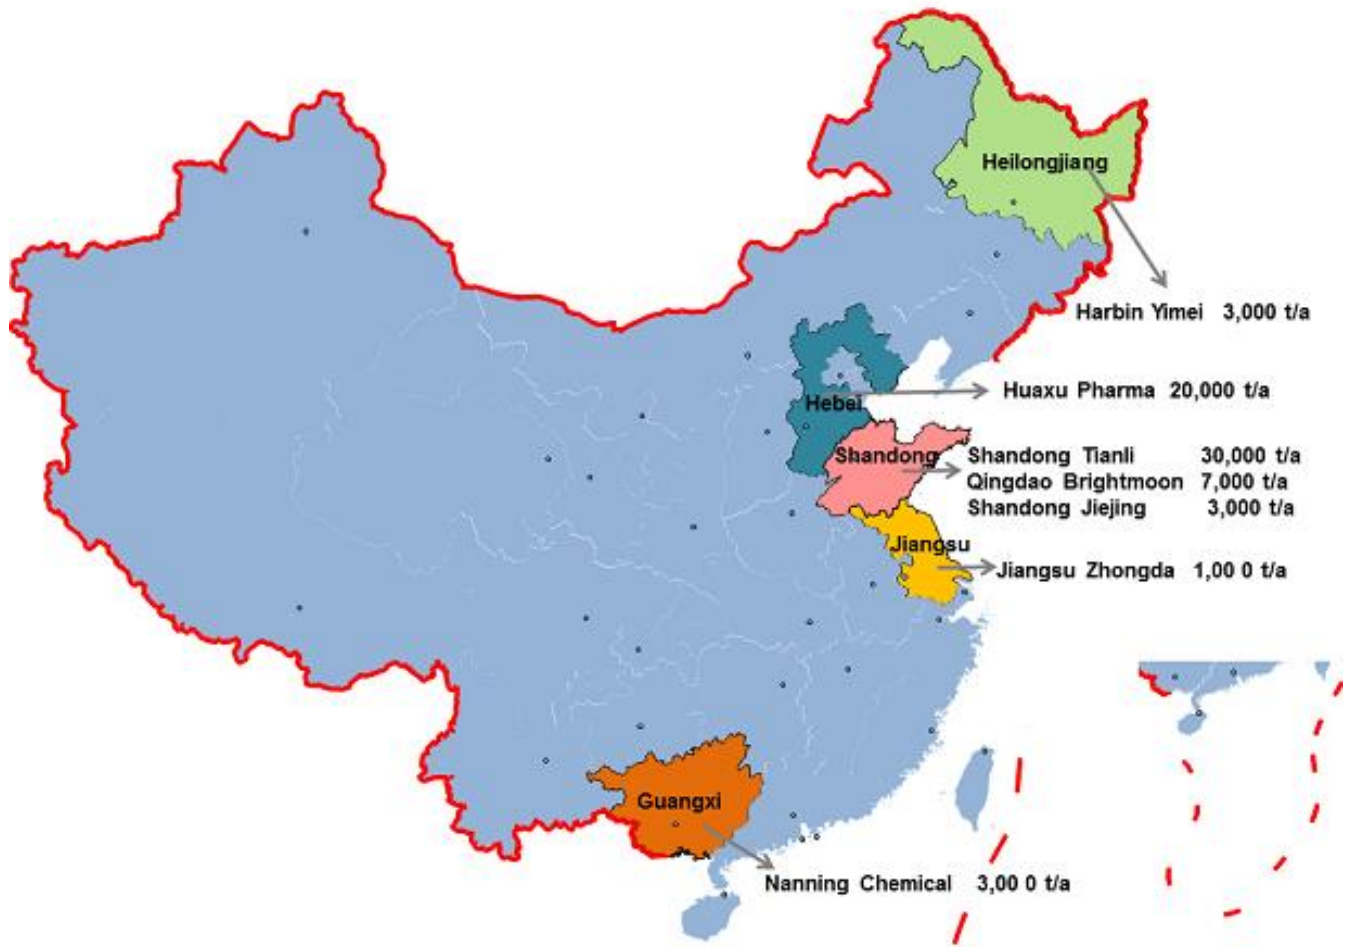 Heilongjiang
Harbin Yimei 3,000 t/a
Huaxu Pharma 20,000 t/a
Hebei
Shandong
Shandong Tianli 30,000 t/a
Qingdao Brightmoon 7,000 t/a
Shandong Jiejing 3,000 t/a
Jiangsu
Jiangsu Zhongda 1,00 0 t/a
Guangxi
Nanning Chemical 3,00 0 t/a